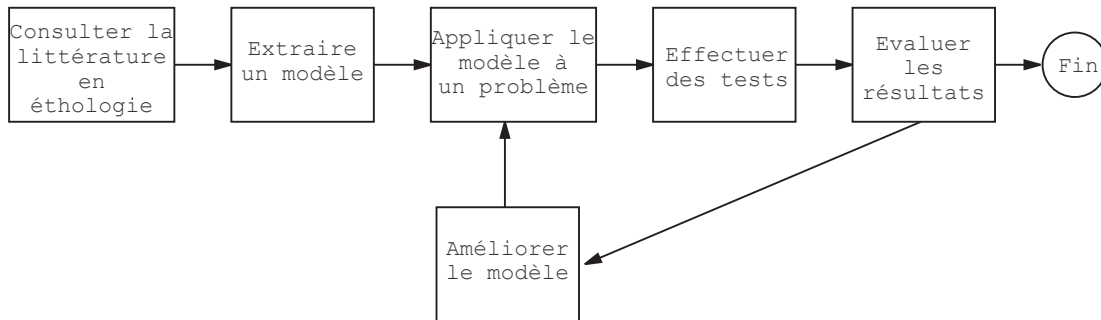 Consulter la
littérature
en
éthologie
Extraire
un modèle
Appliquer le
modèle à
un problème
Effectuer
des tests
Evaluer
les
résultats
Fin
Améliorer
le modèle